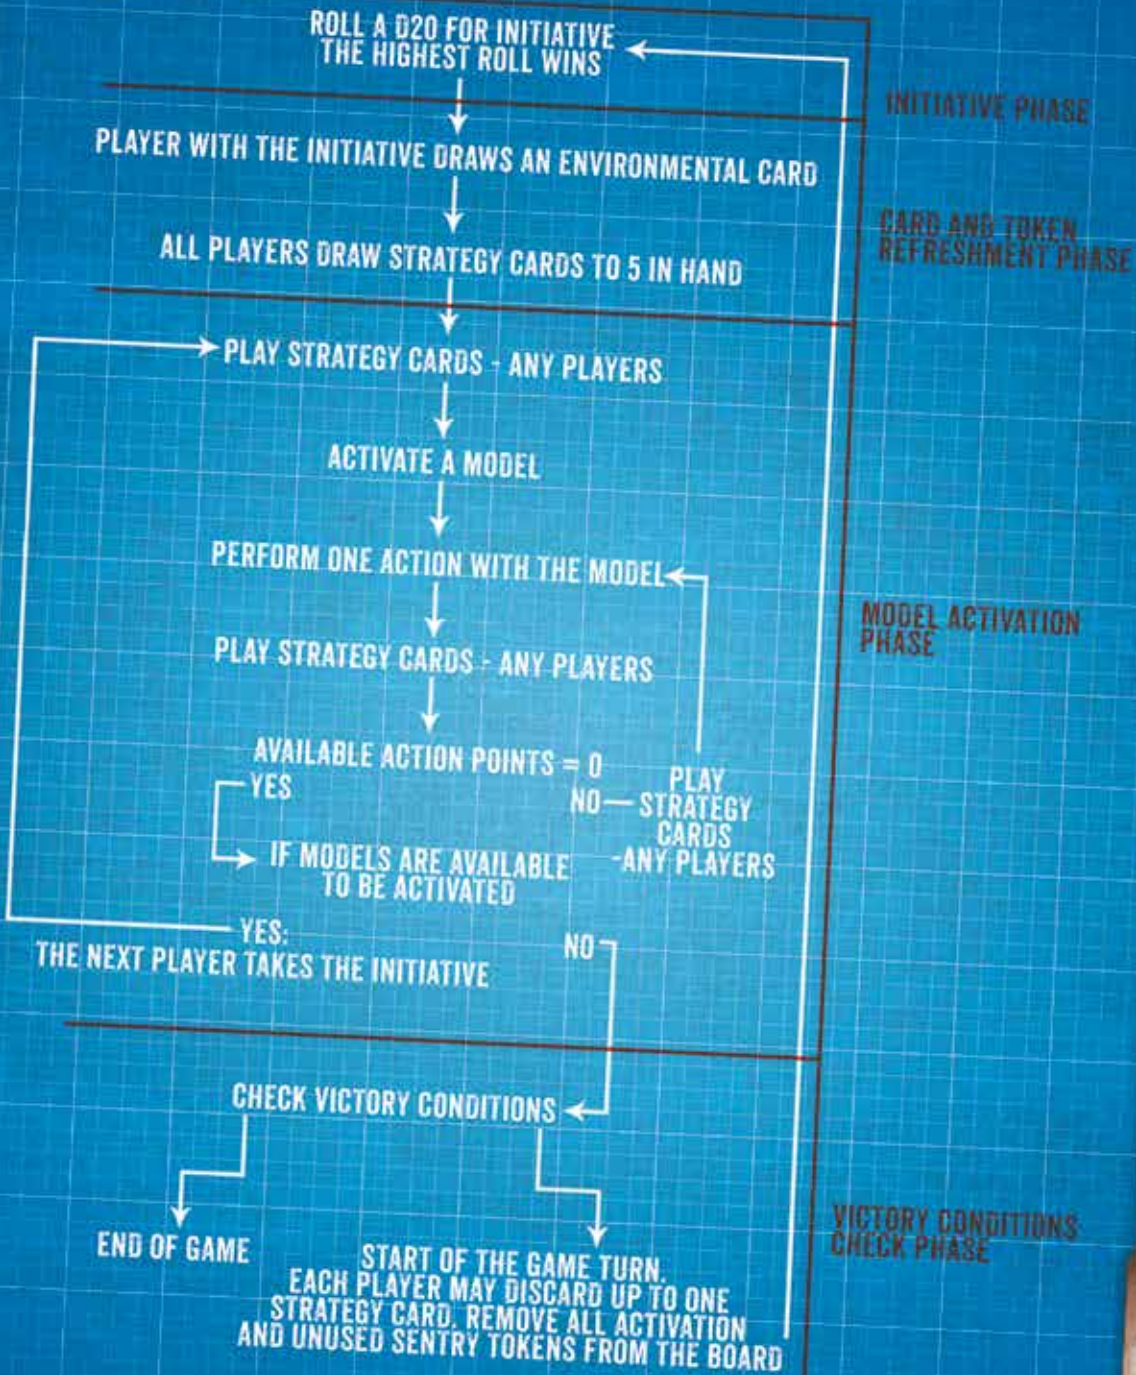 ROLL A D20 FOR INITIATIVE
THE HIGHEST ROLL WINS
INITIATIVE PHASE
PLAYER WITH THE INITIATIVE DRAWS AN ENVIRONMENTAL CARD
CARD AND TOKEN
REFRESHMENT PHASE
ALL PLAYERS DRAW STRATEGY CARDS TO 5 IN HAND
PLAY STRATEGY CARDS - ANY PLAYERS
ACTIVATE A MODEL
PERFORM ONE ACTION WITH THE MODEL
MODEL ACTIVATION
PHASE
PLAY STRATEGY CARDS - ANY PLAYERS
AVAILABLE ACTION POINTS = 0
YES
NO
PLAY
STRATEGY
CARDS
-ANY PLAYERS
IF MODELS ARE AVAILABLE
TO BE ACTIVATED
YES:
THE NEXT PLAYER TAKES THE INITIATIVE
NO
CHECK VICTORY CONDITIONS
VICTORY CONDITIONS
CHECK PHASE
END OF GAME
START OF THE GAME TURN.
EACH PLAYER MAY DISCARD UP TO ONE
STRATEGY CARD. REMOVE ALL ACTIVATION
AND UNUSED SENTRY TOKENS FROM THE BOARD